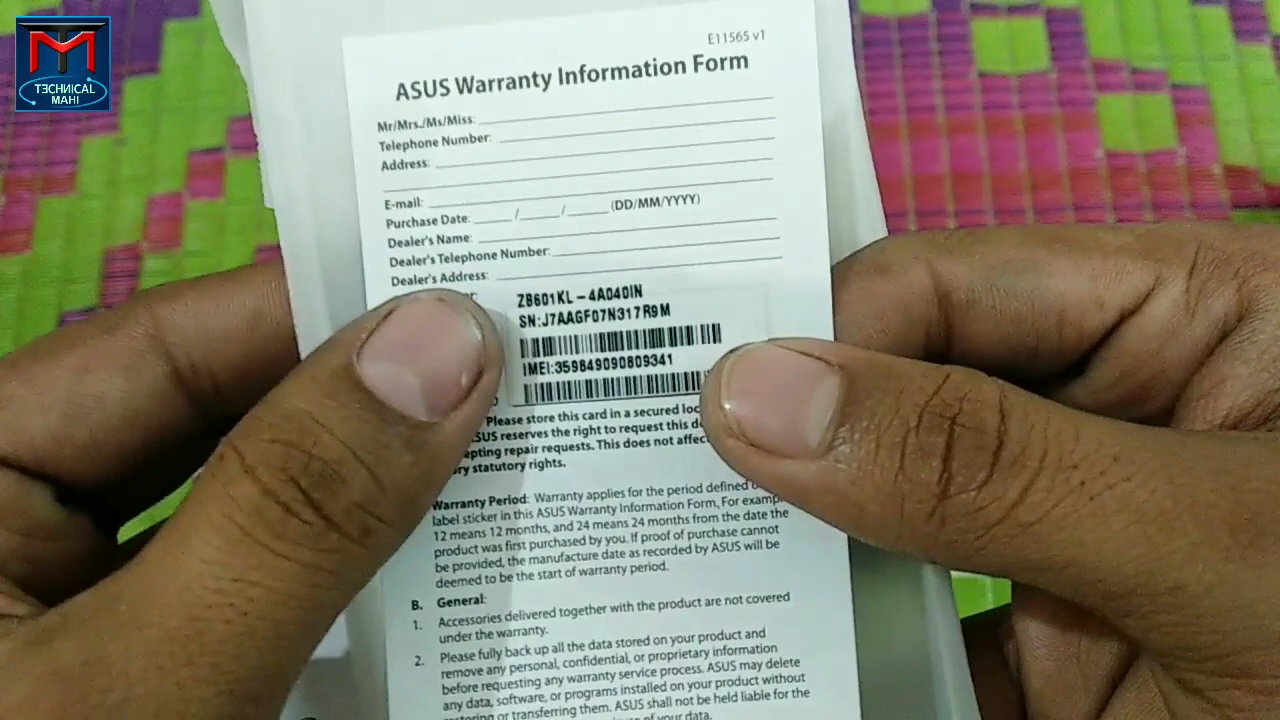 TM
TECHNICAL
MAHI
E11565 v1
ASUS Warranty Information Form
Mr/Mrs./Ms/Miss:
Telephone Number:
Address:
E-mail:
Purchase Date: _____/_____/_____ (DD/MM/YYYY)
Dealer's Name:
Dealer's Telephone Number:
Dealer's Address:
ZB601KL-4A040IN
SN:J7AAGF07N317R9M
IMEI:359849090809341
Please store this card in a secured
reserves the right to request this
repair requests. This does not
statutory rights.
Warranty Period: Warranty applies for the period defined
label sticker in this ASUS Warranty Information Form, For
12 means 12 months, and 24 means 24 months from the date the
product was first purchased by you. If proof of purchase cannot
be provided, the manufacture date as recorded by ASUS will be
deemed to be the start of warranty period.
B. General:
1. Accessories delivered together with the product are not covered
under the warranty.
2. Please fully back up all the data stored on your product and
remove any personal, confidential, or proprietary information
before requesting any warranty service process. ASUS may delete
any data, software, or programs installed on your product without
or transferring them. ASUS shall not be held liable for the
of your data.